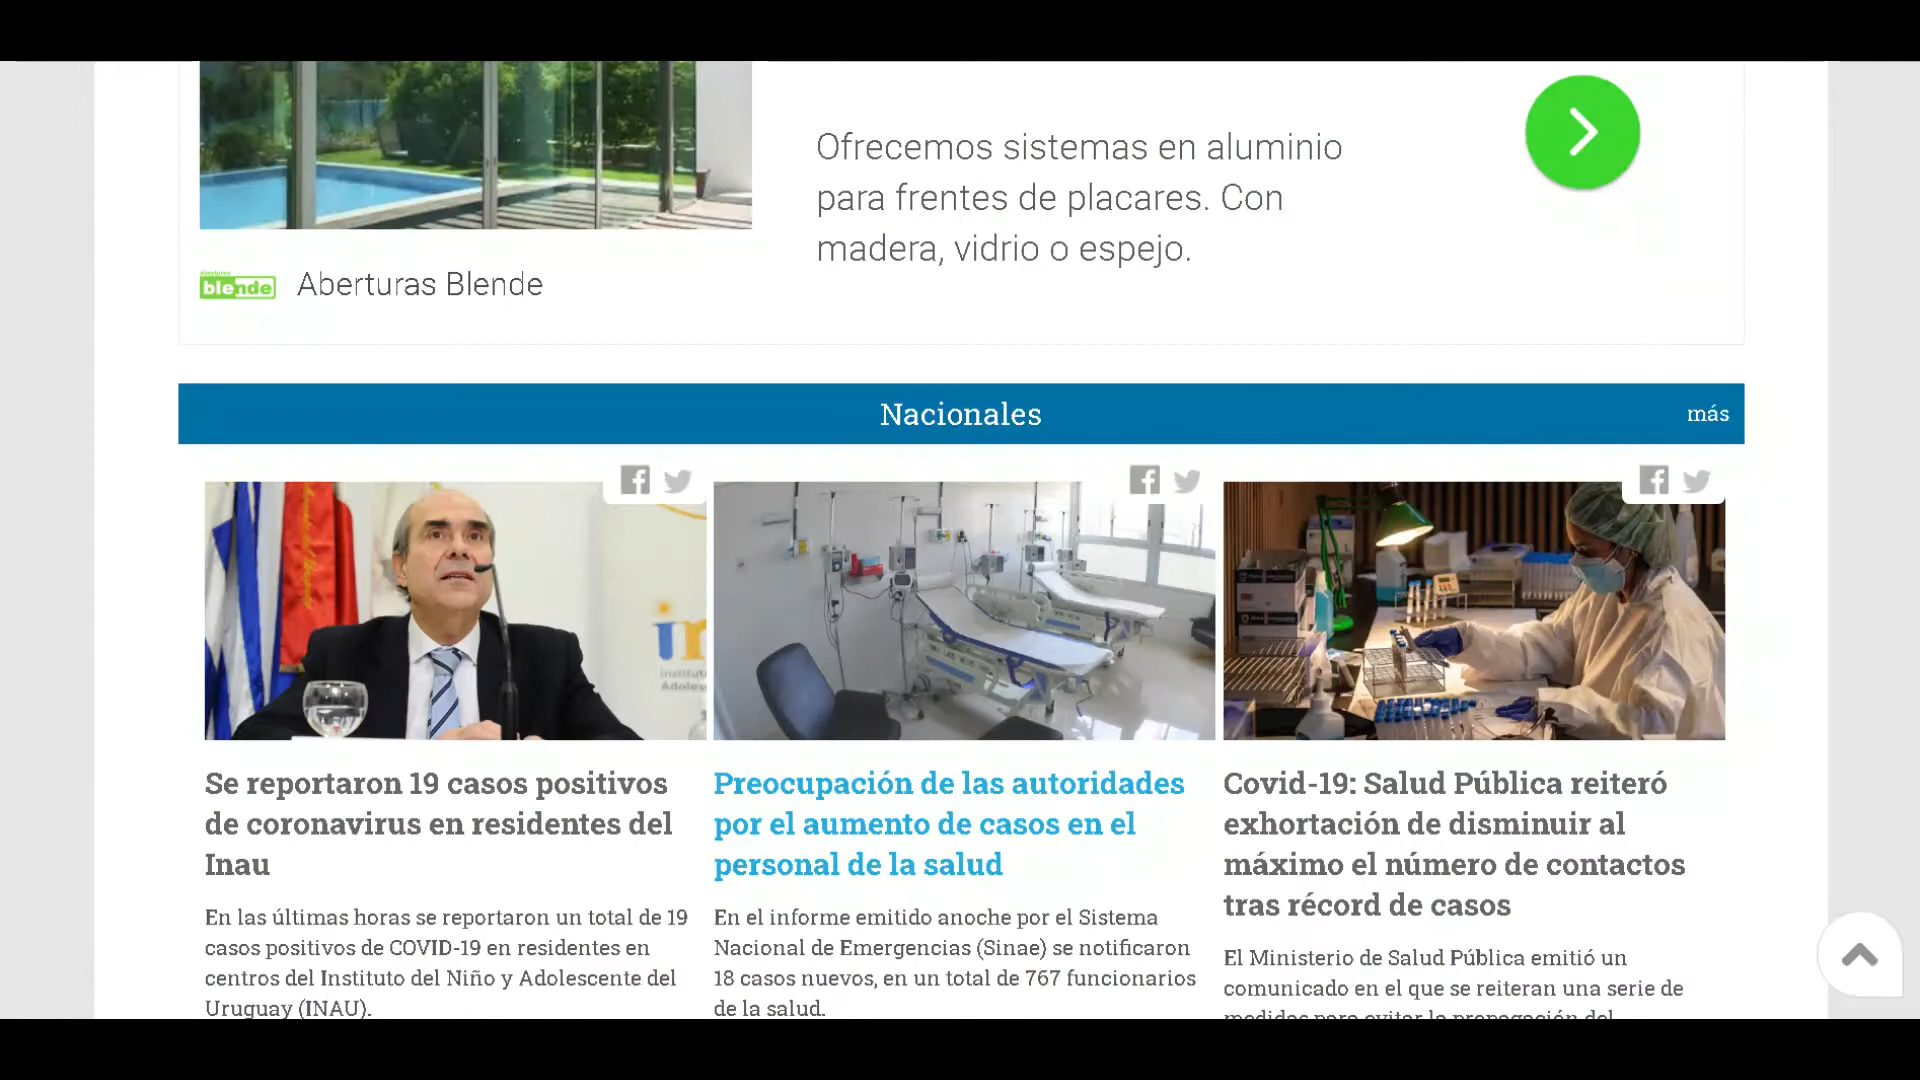 Ofrecemos sistemas en aluminio
para frentes de placares. Con
madera, vidrio o espejo.
blende
Aberturas Blende
Nacionales
más
Se reportaron 19 casos positivos
de coronavirus en residentes del
Inau
En las últimas horas se reportaron un total de 19
casos positivos de COVID-19 en residentes en
centros del Instituto del Niño y Adolescente del
Uruguay (INAU).
Preocupación de las autoridades
por el aumento de casos en el
personal de la salud
En el informe emitido anoche por el Sistema
Nacional de Emergencias (Sinae) se notificaron
18 casos nuevos, en un total de 767 funcionarios
de la salud.
Covid-19: Salud Pública reiteró
exhortación de disminuir al
máximo el número de contactos
tras récord de casos
El Ministerio de Salud Pública emitió un
comunicado en el que se reiteran una serie de
medidas para evitar la propagación del